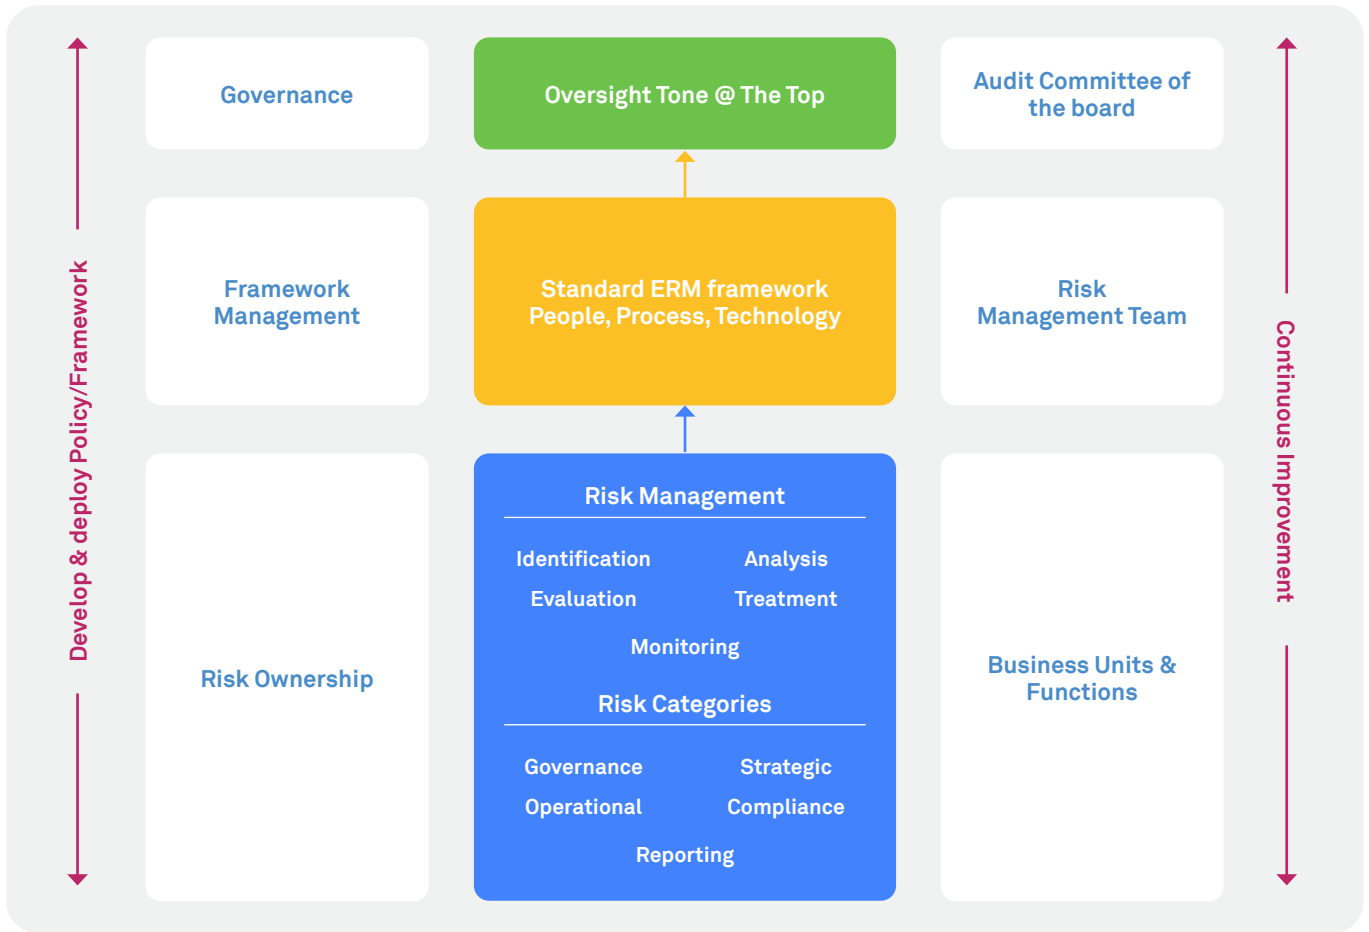 Governance
Oversight Tone @ The Top
Audit Committee of
the board
Framework
Management
Standard ERM framework
People, Process, Technology
Risk
Management Team
Develop & deploy Policy/Framework
Continuous Improvement
Risk Ownership
Risk Management
Identification
Analysis
Evaluation
Treatment
Monitoring
Risk Categories
Governance
Strategic
Operational
Compliance
Reporting
Business Units &
Functions